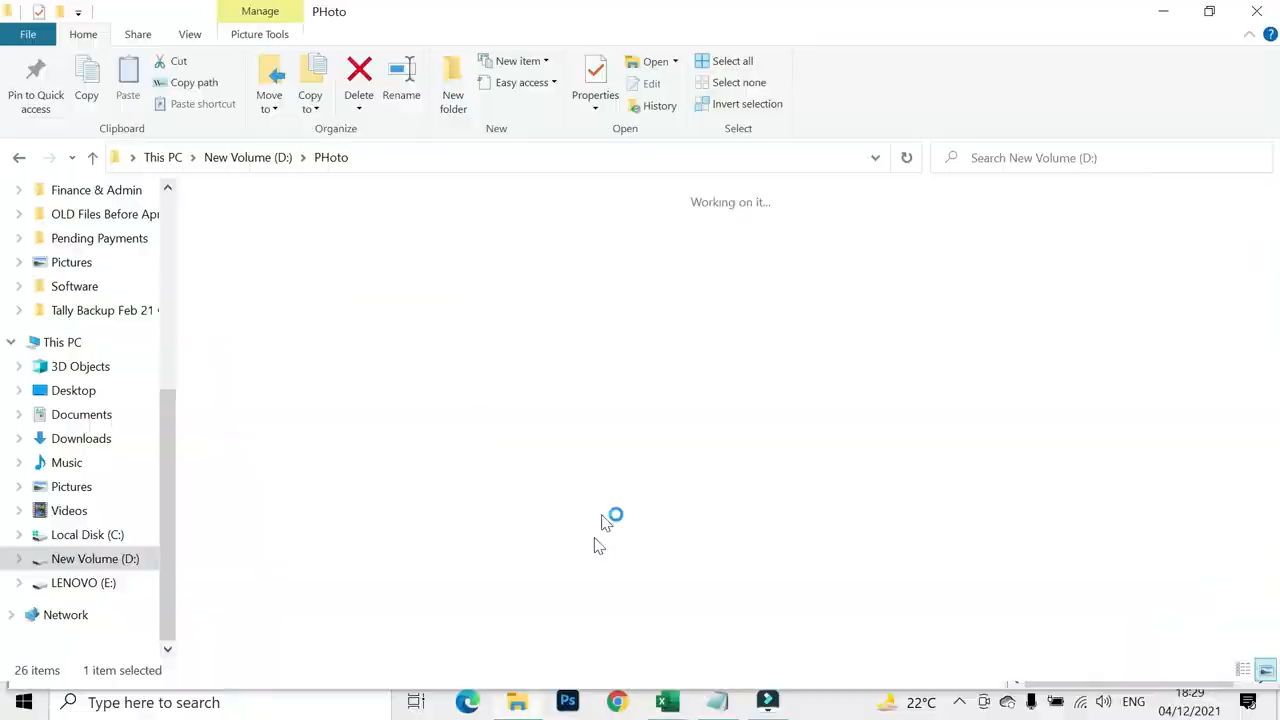 Manage
PHoto
File
Home
Share
View
Picture Tools
Pin to Quick access
Copy
Paste
Cut
Copy path
Paste shortcut
Clipboard
Move to
Copy to
Delete
Rename
Organize
New folder
New item
Easy access
New
Properties
Open
Edit
History
Open
Select all
Select none
Invert selection
Select
This PC
New Volume (D:)
PHoto
Search New Volume (D:)
Finance & Admin
OLD Files Before Apr
Pending Payments
Pictures
Software
Tally Backup Feb 21
This PC
3D Objects
Desktop
Documents
Downloads
Music
Pictures
Videos
Local Disk (C:)
New Volume (D:)
LENOVO (E:)
Network
Working on it...
26 items
1 item selected
Type here to search
Ps
22°C
ENG
18:29
04/12/2021